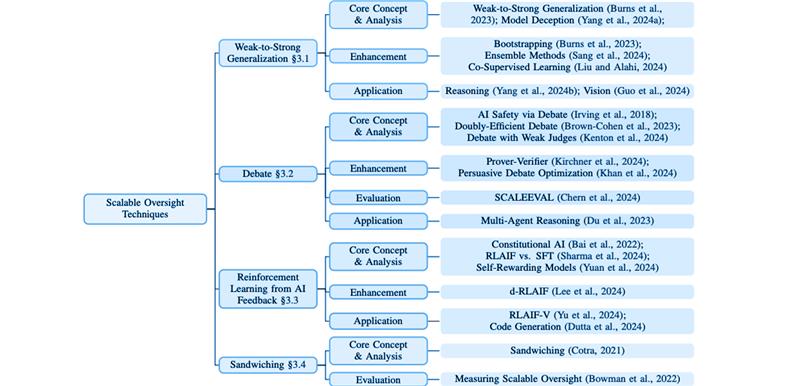 Scalable Oversight
Techniques
Weak-to-Strong
Generalization §3.1
Core Concept
& Analysis
Weak-to-Strong Generalization (Burns et al.,
2023); Model Deception (Yang et al., 2024a);
Enhancement
Bootstrapping (Burns et al., 2023);
Ensemble Methods (Sang et al., 2024);
Co-Supervised Learning (Liu and Alahi, 2024)
Application
Reasoning (Yang et al., 2024b); Vision (Guo et al., 2024)
Debate §3.2
Core Concept
& Analysis
AI Safety via Debate (Irving et al., 2018);
Doubly-Efficient Debate (Brown-Cohen et al., 2023);
Debate with Weak Judges (Kenton et al., 2024)
Enhancement
Prover-Verifier (Kirchner et al., 2024);
Persuasive Debate Optimization (Khan et al., 2024)
Evaluation
SCALEEVAL (Chern et al., 2024)
Application
Multi-Agent Reasoning (Du et al., 2023)
Reinforcement
Learning from AI
Feedback §3.3
Core Concept
& Analysis
Constitutional AI (Bai et al., 2022);
RLAIF vs. SFT (Sharma et al., 2024);
Self-Rewarding Models (Yuan et al., 2024)
Enhancement
d-RLAIF (Lee et al., 2024)
Application
RLAIF-V (Yu et al., 2024);
Code Generation (Dutta et al., 2024)
Sandwiching §3.4
Core Concept
& Analysis
Sandwiching (Cotra, 2021)
Evaluation
Measuring Scalable Oversight (Bowman et al., 2022)